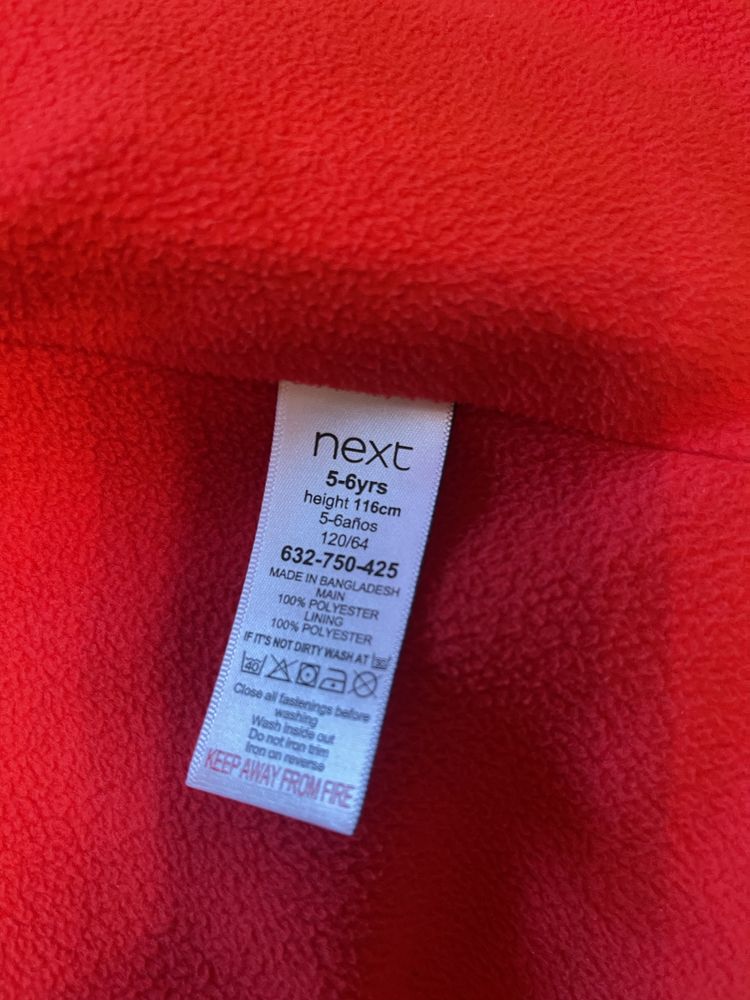 next
5-6yrs
height 116cm
5-6años
120/64
632-750-425
MADE IN BANGLADESH
MAIN
100% POLYESTER
LINING
100% POLYESTER
IF IT'S NOT DIRTY WASH AT 30
40
Close all fastenings before
washing
Wash inside out
Do not iron trim
Iron on reverse
KEEP AWAY FROM FIRE